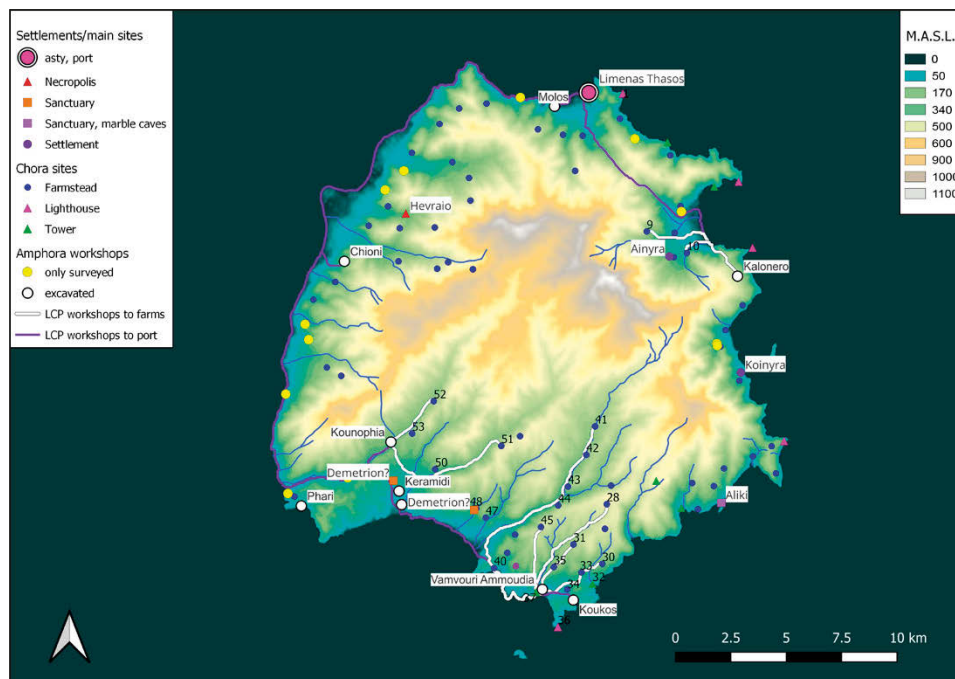 Settlements/main sites
asty, port
Necropolis
Sanctuary
Sanctuary, marble caves
Settlement
Chora sites
Farmstead
Lighthouse
Tower
Amphora workshops
only surveyed
excavated
LCP workshops to farms
LCP workshops to port
M.A.S.L.
0
50
170
340
500
600
900
1000
1100
Limenas Thasos
Molos
Hevraio
9
10
Ainyra
Chioni
Kalonero
Koinyra
52
53
41
Kounophia
51
42
50
Demetrion?
43
Keramidi
Aliki
Phari
Demetrion?
48
44
28
47
45
31
40
35
33
30
Vamvouri Ammoudia
32
34
Koukos
36
0 2.5 5 7.5 10 km